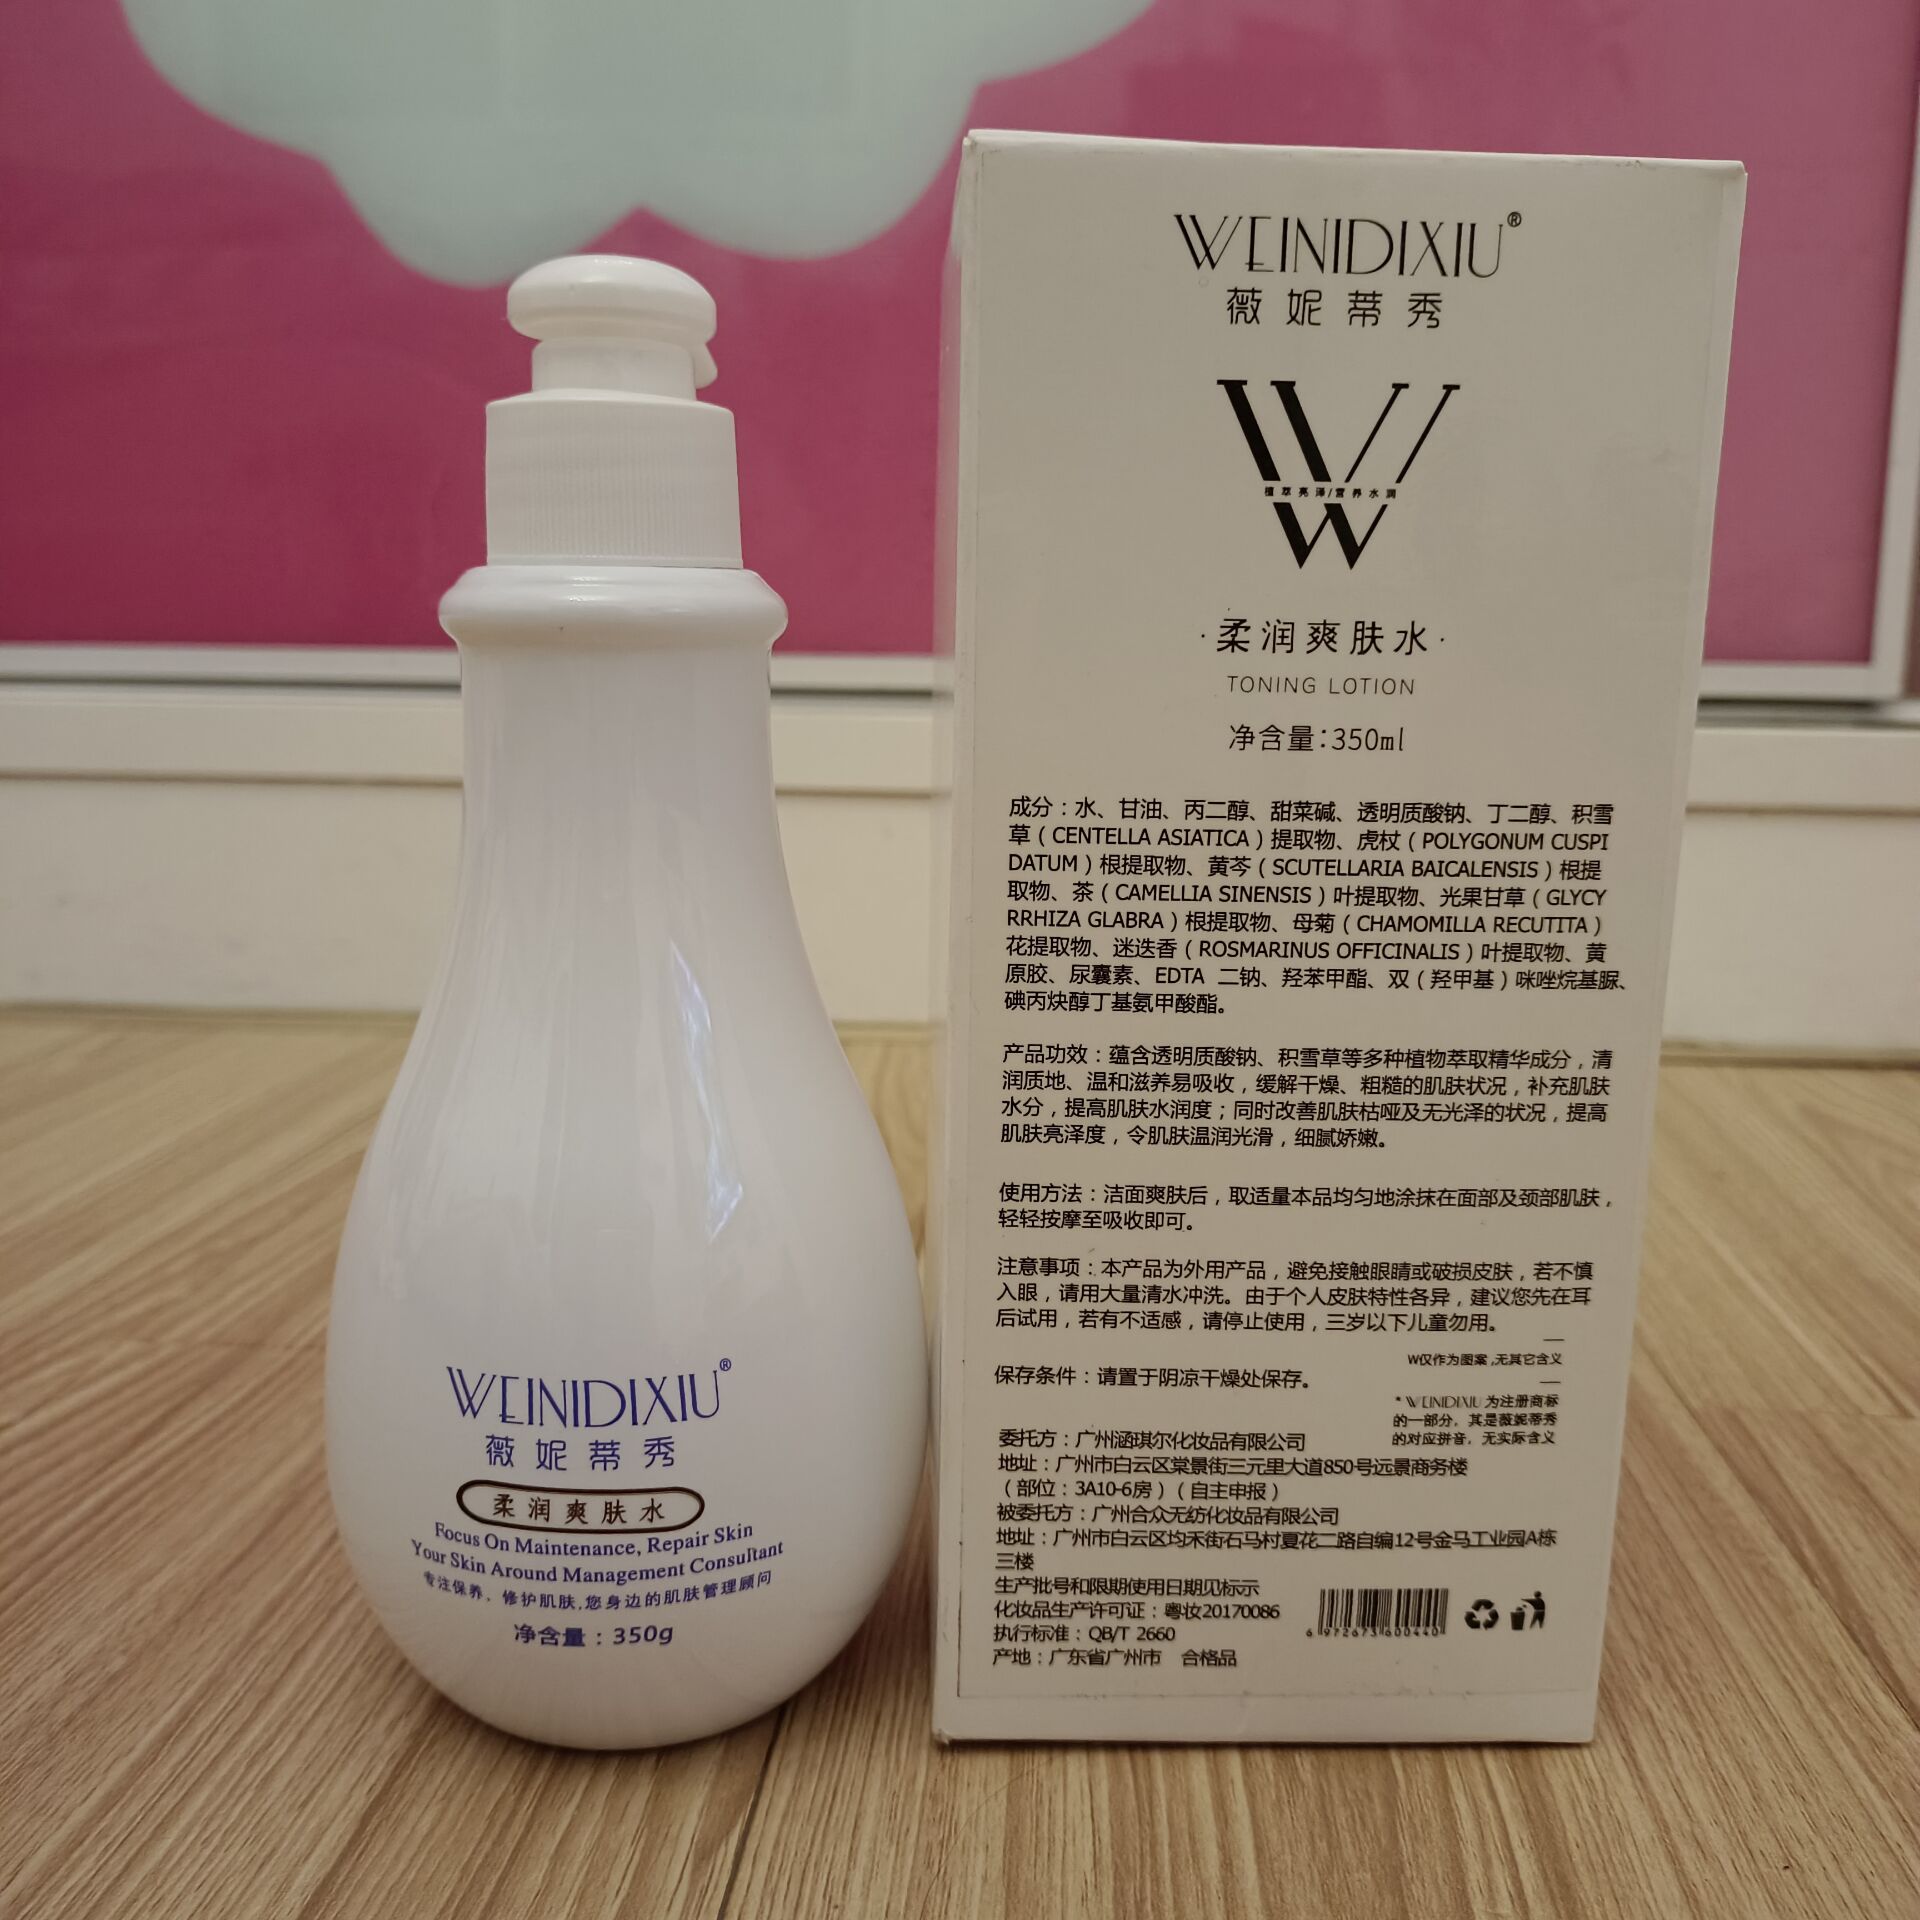 WEINIDIXIU®
薇妮蒂秀
柔润爽肤水
Focus On Maintenance, Repair Skin
Your Skin Around Management Consultant
专注保养，修护肌肤,您身边的肌肤管理顾问
净含量：350g
WEINIDIXIU®
薇妮蒂秀
W
植萃亮泽/营养水润
·柔润爽肤水·
TONING LOTION
净含量:350ml
成分：水、甘油、丙二醇、甜菜碱、透明质酸钠、丁二醇、积雪
草（CENTELLA ASIATICA）提取物、虎杖（POLYGONUM CUSPI
DATUM）根提取物、黄芩（SCUTELLARIA BAICALENSIS）根提
取物、茶（CAMELLIA SINENSIS）叶提取物、光果甘草（GLYCY
RRHIZA GLABRA）根提取物、母菊（CHAMOMILLA RECUTITA）
花提取物、迷迭香（ROSMARINUS OFFICINALIS）叶提取物、黄
原胶、尿囊素、EDTA 二钠、羟苯甲酯、双（羟甲基）咪唑烷基脲、
碘丙炔醇丁基氨甲酸酯。
产品功效：蕴含透明质酸钠、积雪草等多种植物萃取精华成分，清
润质地、温和滋养易吸收，缓解干燥、粗糙的肌肤状况，补充肌肤
水分，提高肌肤水润度；同时改善肌肤枯哑及无光泽的状况，提高
肌肤亮泽度，令肌肤温润光滑，细腻娇嫩。
使用方法：洁面爽肤后，取适量本品均匀地涂抹在面部及颈部肌肤，
轻轻按摩至吸收即可。
注意事项：本产品为外用产品，避免接触眼睛或破损皮肤，若不慎
入眼，请用大量清水冲洗。由于个人皮肤特性各异，建议您先在耳
后试用，若有不适感，请停止使用，三岁以下儿童勿用。
W仅作为图案,无其它含义
保存条件：请置于阴凉干燥处保存。
* WEINIDIXIU 为注册商标
的一部分，其是薇妮蒂秀
的对应拼音，无实际含义
委托方：广州涵琪尔化妆品有限公司
地址：广州市白云区棠景街三元里大道850号远景商务楼
（部位：3A10-6房）（自主申报）
被委托方：广州合众无纺化妆品有限公司
地址：广州市白云区均禾街石马村夏花二路自编12号金马工业园A栋
三楼
生产批号和限期使用日期见标示
化妆品生产许可证：粤妆20170086
执行标准：QB/T 2660
产地：广东省广州市 合格品
6 972673 600440